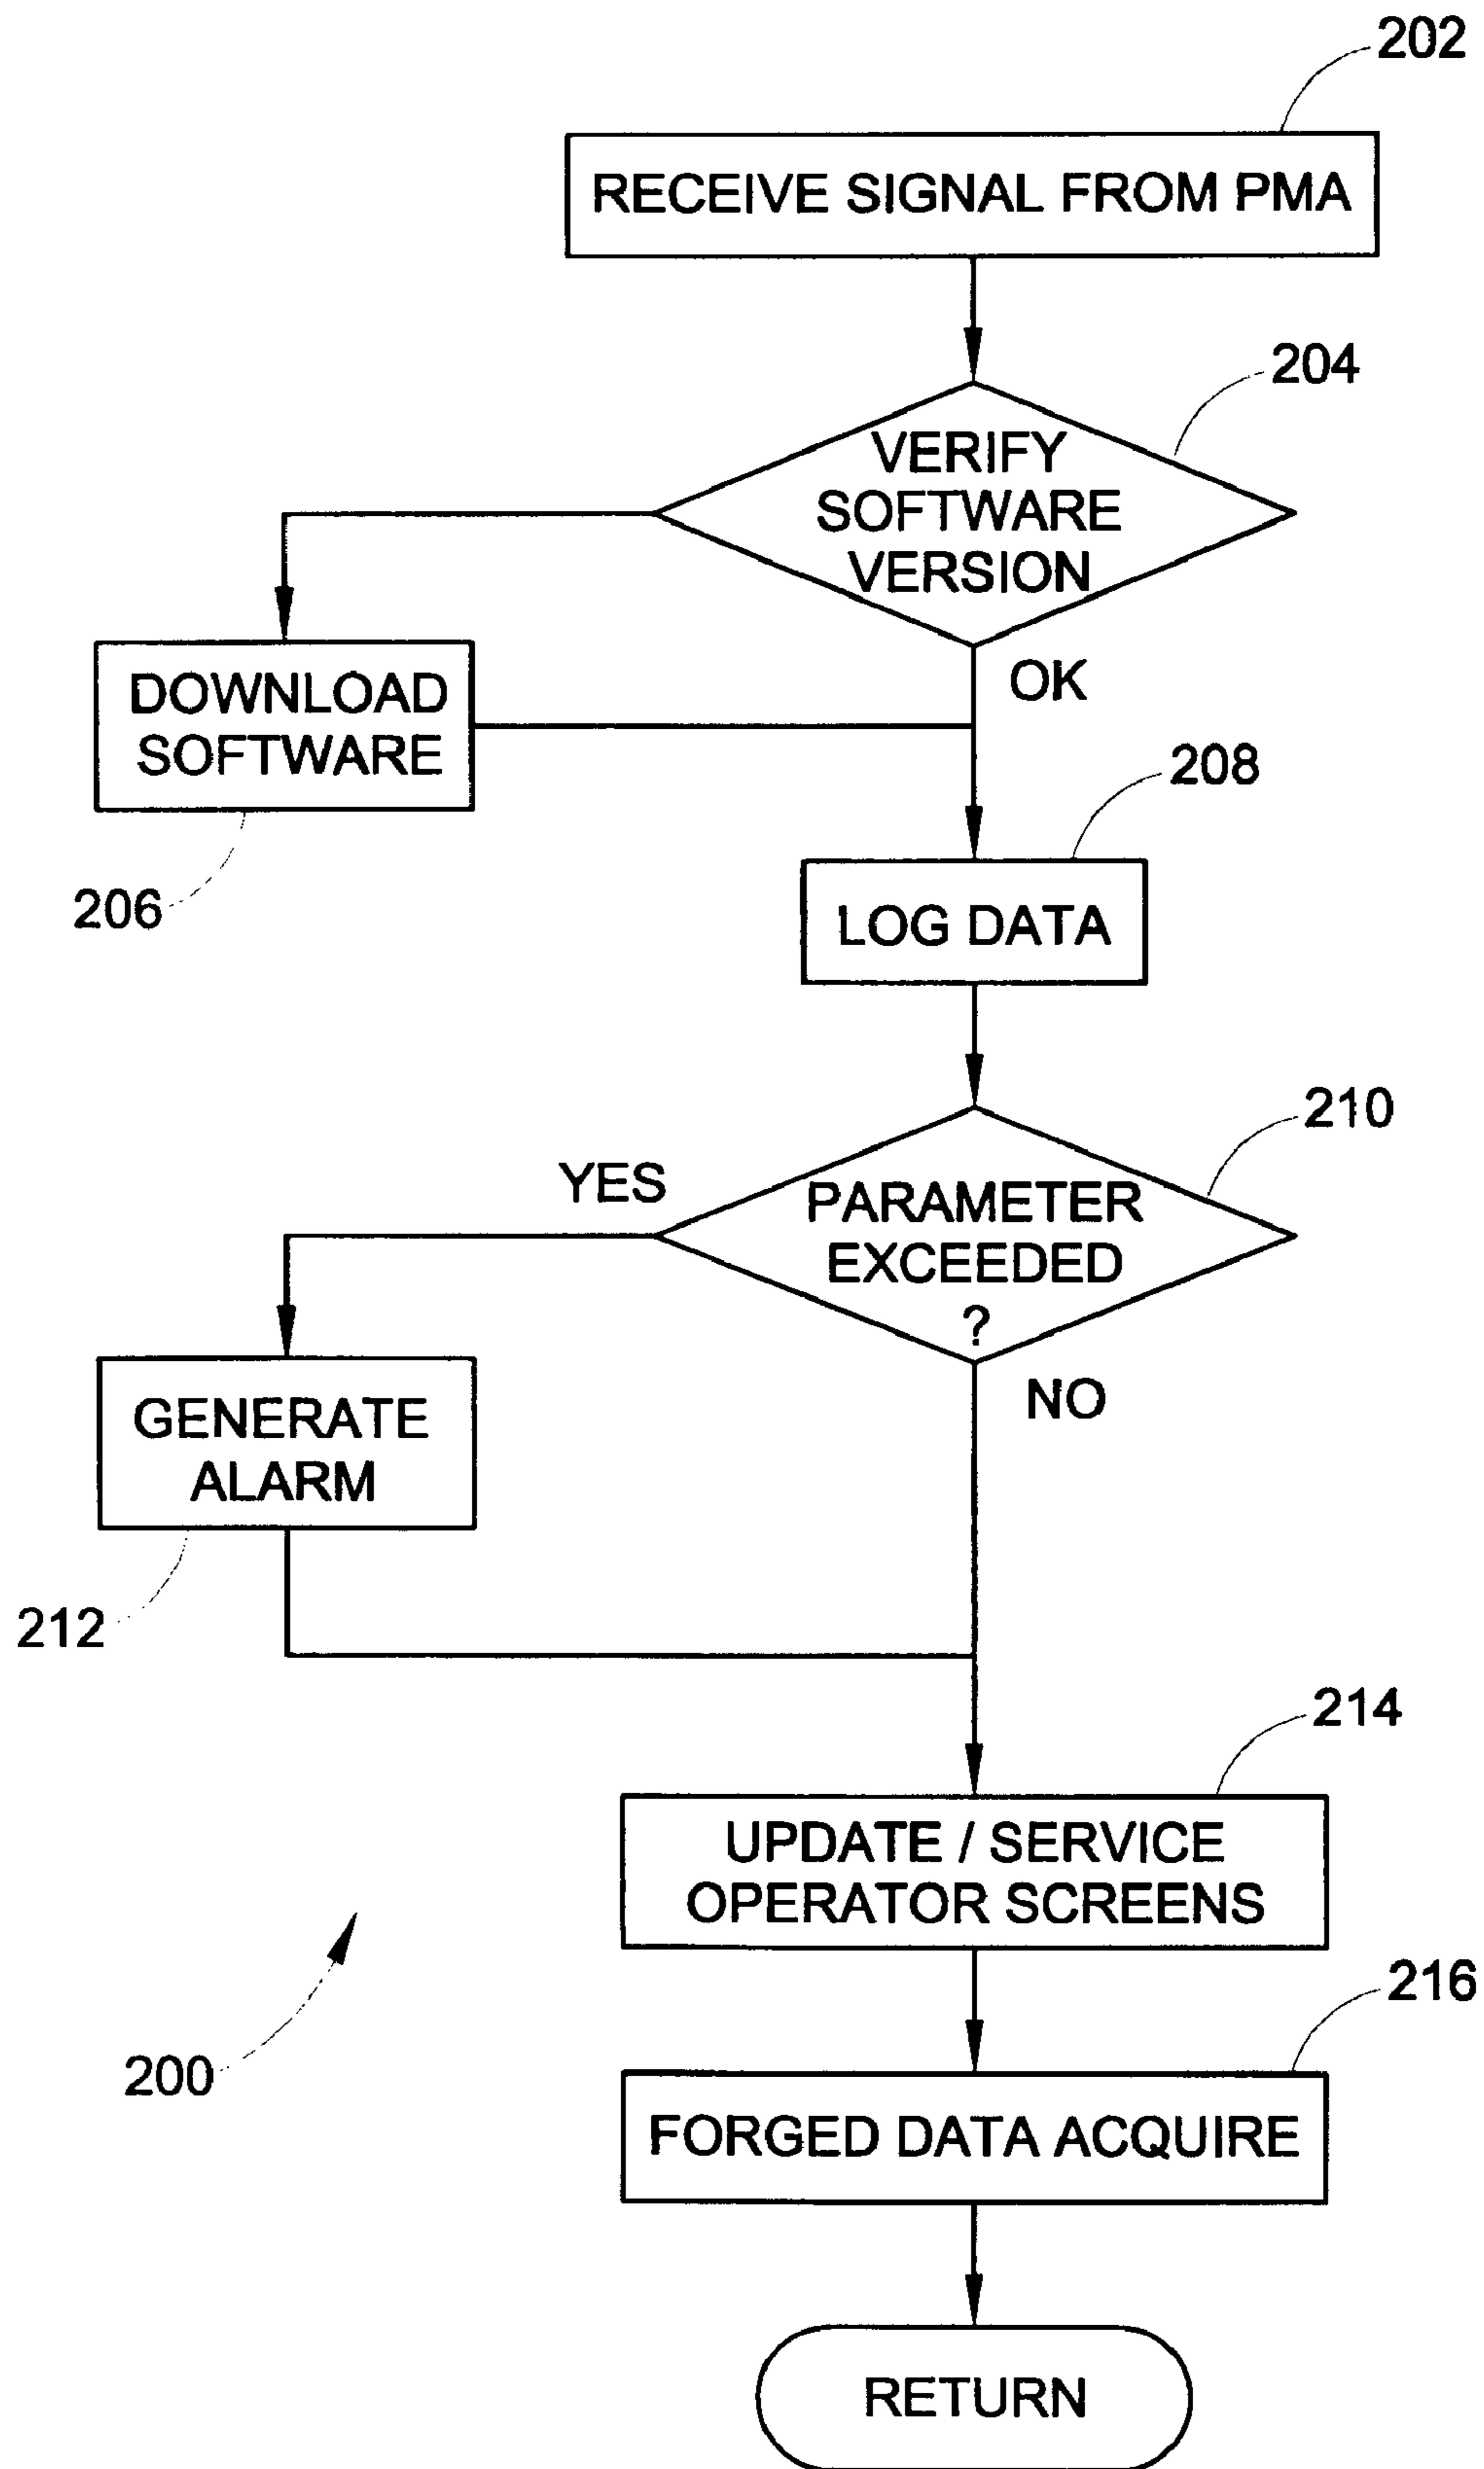 202
RECEIVE SIGNAL FROM PMA
204
VERIFY
SOFTWARE
VERSION
OK
DOWNLOAD
SOFTWARE
206
208
LOG DATA
210
YES
PARAMETER
EXCEEDED
?
NO
GENERATE
ALARM
212
214
UPDATE / SERVICE
OPERATOR SCREENS
216
200
FORGED DATA ACQUIRE
RETURN